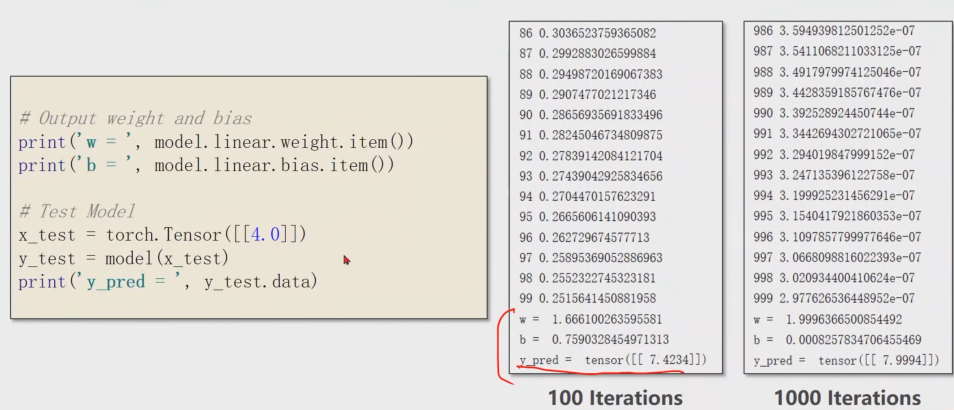 # Output weight and bias
print('w = ', model.linear.weight.item())
print('b = ', model.linear.bias.item())
# Test Model
x_test = torch.Tensor([[4.0]])
y_test = model(x_test)
print('y_pred = ', y_test.data)
86 0.3036523759365082
87 0.2992883026599884
88 0.29498720169067383
89 0.2907477021217346
90 0.28656935691833496
91 0.28245046734809875
92 0.27839142084121704
93 0.27439042925834656
94 0.2704470157623291
95 0.2665606141090393
96 0.262729674577713
97 0.25895369052886963
98 0.2552322745323181
99 0.2515641450881958
w = 1.666100263595581
b = 0.7590328454971313
y_pred = tensor([[ 7.4234]])
100 Iterations
986 3.594939812501252e-07
987 3.5411068211033125e-07
988 3.4917979974125046e-07
989 3.4428359185767476e-07
990 3.392528924450744e-07
991 3.3442694302721065e-07
992 3.294019847999152e-07
993 3.247135396122758e-07
994 3.199925231456291e-07
995 3.1540417921860353e-07
996 3.1097857799977646e-07
997 3.0668098816022393e-07
998 3.020934400410624e-07
999 2.977626536448952e-07
w = 1.9996366500854492
b = 0.0008257834706455469
y_pred = tensor([[ 7.9994]])
1000 Iterations